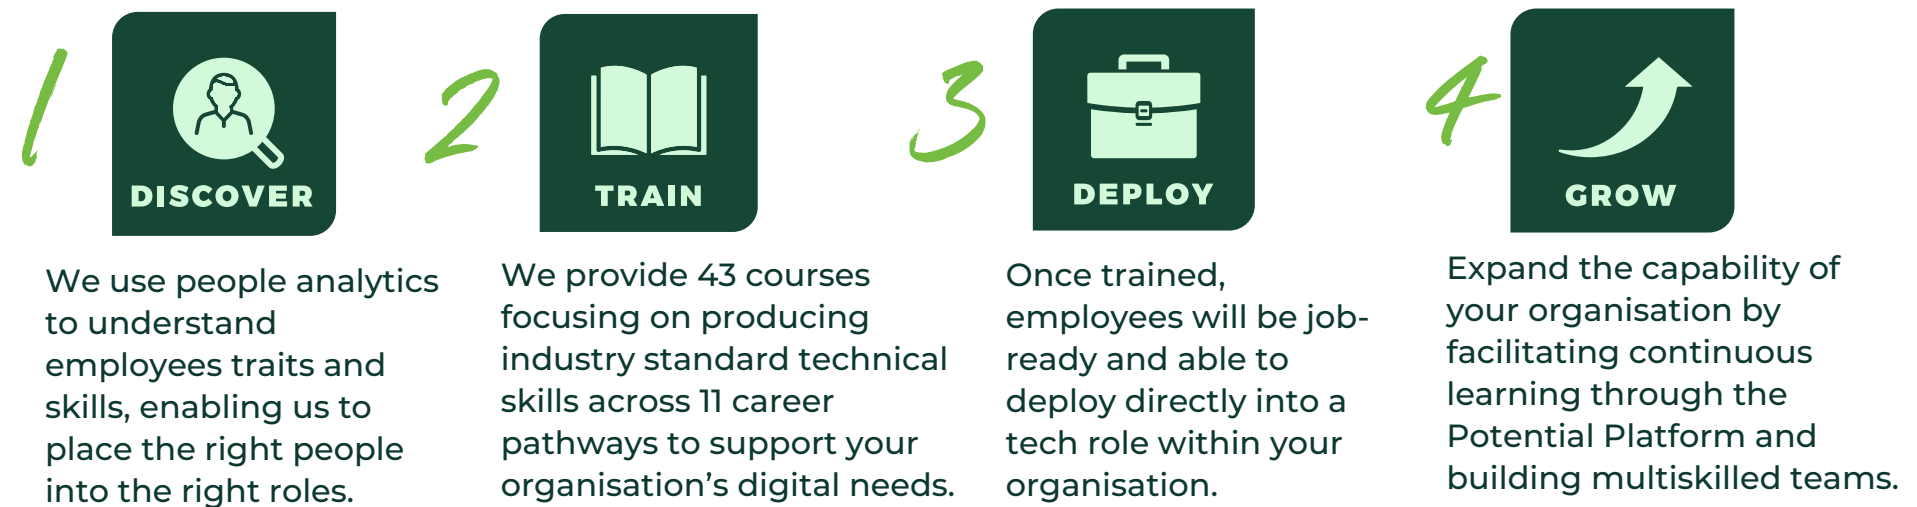 1
DISCOVER
We use people analytics
to understand
employees traits and
skills, enabling us to
place the right people
into the right roles.
2
TRAIN
We provide 43 courses
focusing on producing
industry standard technical
skills across 11 career
pathways to support your
organisation’s digital needs.
3
DEPLOY
Once trained,
employees will be job-
ready and able to
deploy directly into a
tech role within your
organisation.
4
GROW
Expand the capability of
your organisation by
facilitating continuous
learning through the
Potential Platform and
building multiskilled teams.